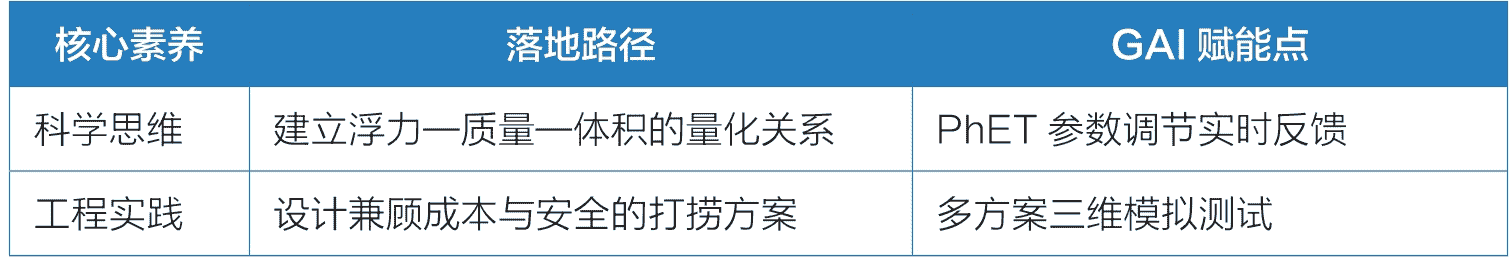 核心素养 落地路径 GAI 赋能点
科学思维 建立浮力—质量—体积的量化关系 PhET 参数调节实时反馈
工程实践 设计兼顾成本与安全的打捞方案 多方案三维模拟测试